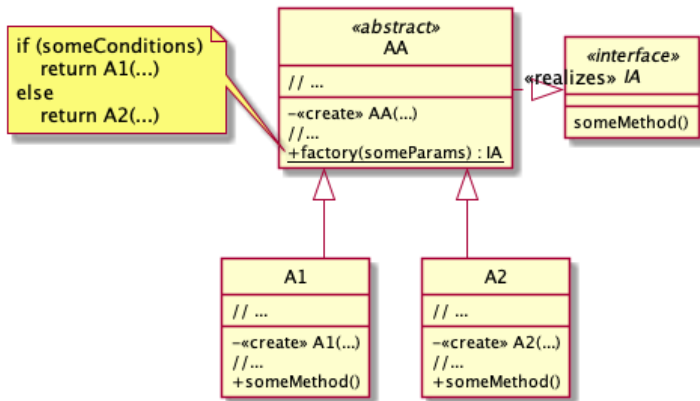 if (someConditions)
return A1(...)
else
return A2(...)
«abstract»
AA
// ...
-«create» AA(...)
//...
+factory(someParams) : IA
«realizes»
«interface»
IA
someMethod()
A1
// ...
-«create» A1(...)
//...
+someMethod()
A2
// ...
-«create» A2(...)
//...
+someMethod()